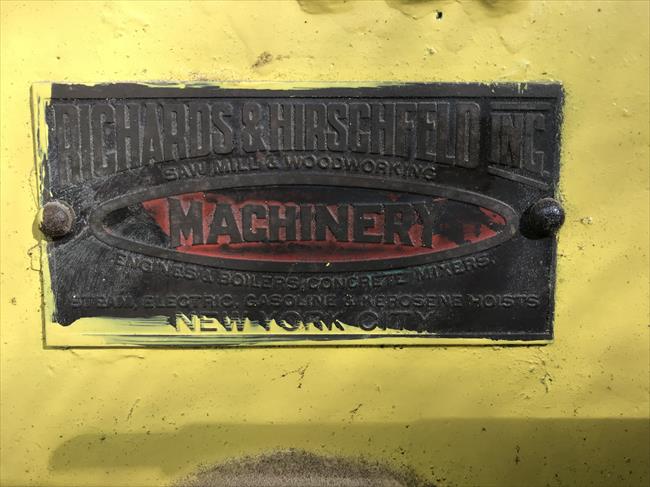 RICHARDS & HIRSCHFELD INC.
SAW MILL & WOODWORKING
MACHINERY
ENGINES & BOILERS, CONCRETE MIXERS,
STEAM, ELECTRIC, GASOLINE & KEROSENE HOISTS
NEW YORK CITY